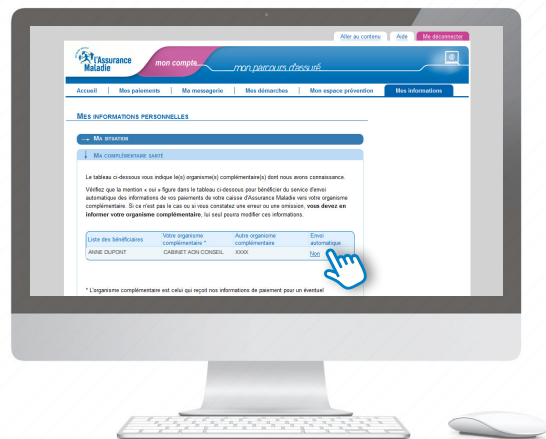 Aller au contenu
Aide
Me déconnecter
l'Assurance
Maladie
mon compte
mon parcours d'assuré
Accueil
Mes paiements
Ma messagerie
Mes démarches
Mon espace prévention
Mes informations
MES INFORMATIONS PERSONNELLES
MA SITUATION
MA COMPLÉMENTAIRE SANTÉ
Le tableau ci-dessous vous indique le(s) organisme(s) complémentaire(s) dont nous avons connaissance.
Vérifiez que la mention « oui » figure dans le tableau ci-dessous pour bénéficier du service d'envoi
automatique des informations de vos paiements de votre caisse d'Assurance Maladie vers votre organisme
complémentaire. Si ce n'est pas le cas ou si vous constatez une erreur ou une omission, vous devez en
informer votre organisme complémentaire, lui seul pourra modifier ces informations.
Liste des bénéficiaires
Votre organisme
complémentaire *
Autre organisme
complémentaire
Envoi
automatique
ANNE DUPONT
CABINET AON CONSEIL
XXXX
Non
* L'organisme complémentaire est celui qui reçoit nos informations de paiement pour un éventuel